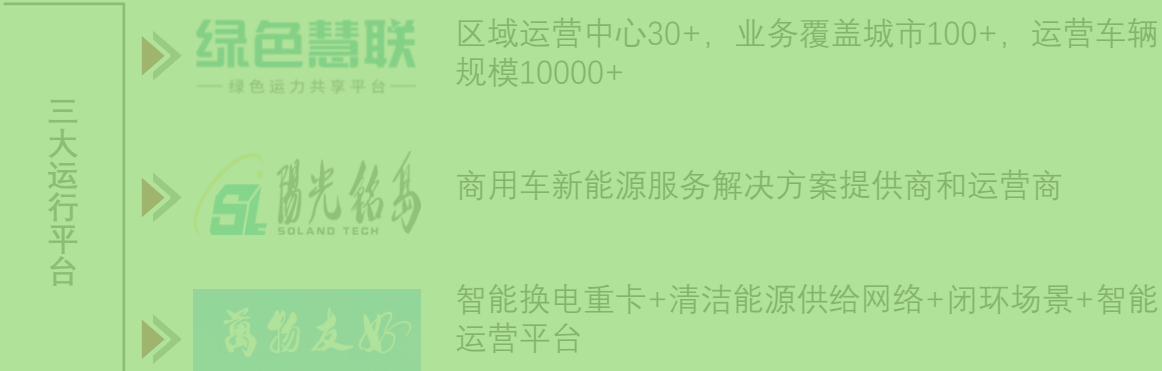 三大运行平台
绿色慧联
绿色运力共享平台
区域运营中心30+，业务覆盖城市100+，运营车辆
规模10000+
陽光銘島
SOLAND TECH
商用车新能源服务解决方案提供商和运营商
萬物友好
智能换电重卡+清洁能源供给网络+闭环场景+智能
运营平台